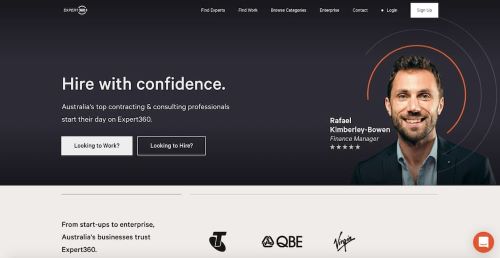 EXPERT360 Find Experts Find Work Browse Categories Enterprise Contact Login Sign Up
Hire with confidence.
Australia's top contracting & consulting professionals
start their day on Expert360.
Looking to Work? Looking to Hire?
Rafael
Kimberley-Bowen
Finance Manager
From start-ups to enterprise,
Australia's businesses trust
Expert360.
QBE
Virgin